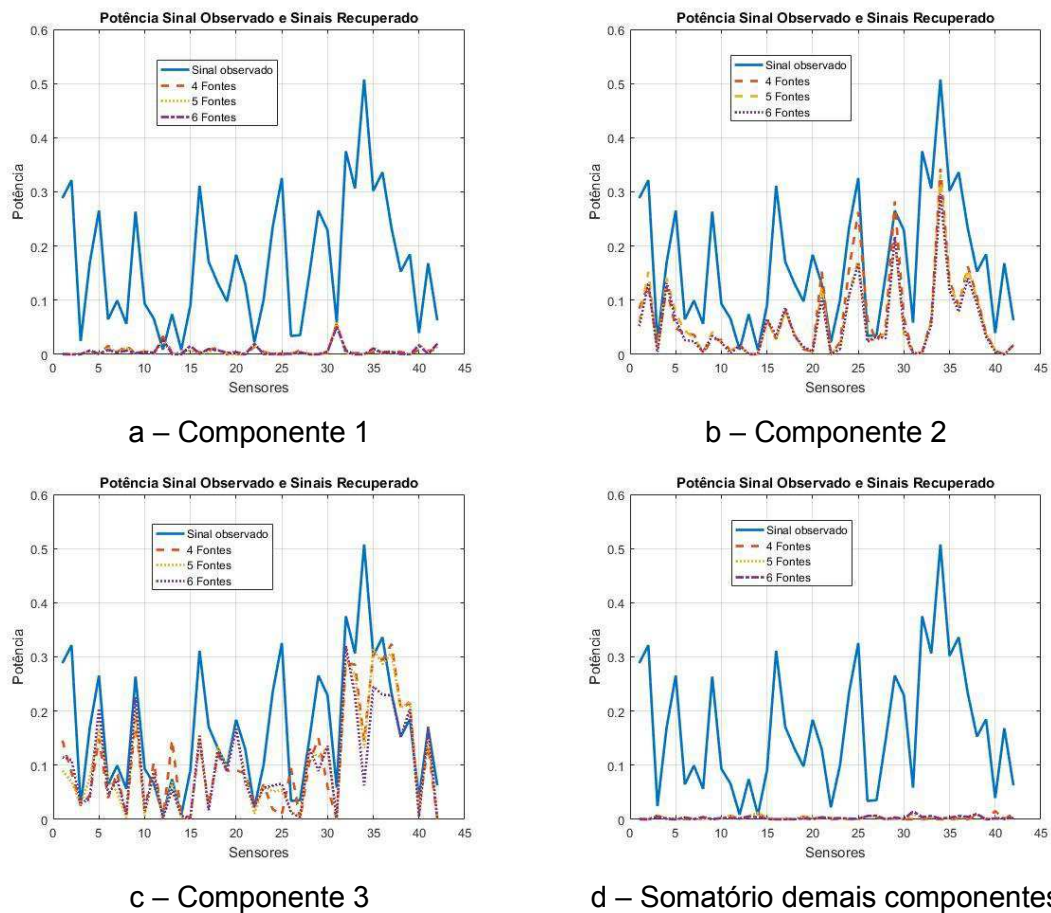 Potência Sinal Observado e Sinais Recuperado
0.6
0.5
0.4
0.3
0.2
0.1
0
Potência
Sinal observado
4 Fontes
5 Fontes
6 Fontes
0 5 10 15 20 25 30 35 40 45
Sensores
a – Componente 1
Potência Sinal Observado e Sinais Recuperado
0.6
0.5
0.4
0.3
0.2
0.1
0
Potência
Sinal observado
4 Fontes
5 Fontes
6 Fontes
0 5 10 15 20 25 30 35 40 45
Sensores
b – Componente 2
Potência Sinal Observado e Sinais Recuperado
0.6
0.5
0.4
0.3
0.2
0.1
0
Potência
Sinal observado
4 Fontes
5 Fontes
6 Fontes
0 5 10 15 20 25 30 35 40 45
Sensores
c – Componente 3
Potência Sinal Observado e Sinais Recuperado
0.6
0.5
0.4
0.3
0.2
0.1
0
Potência
Sinal observado
4 Fontes
5 Fontes
6 Fontes
0 5 10 15 20 25 30 35 40 45
Sensores
d – Somatório demais componentes